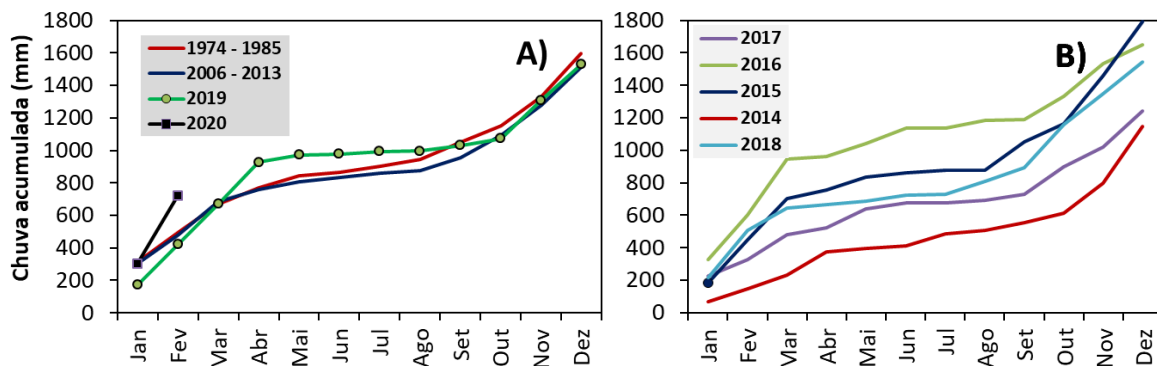 Chuva acumulada (mm)
1800
1600
1400
1200
1000
800
600
400
200
0
1974 - 1985
2006 - 2013
2019
2020
A)
Jan
Fev
Mar
Abr
Mai
Jun
Jul
Ago
Set
Out
Nov
Dez
1800
1600
1400
1200
1000
800
600
400
200
0
2017
2016
2015
2014
2018
B)
Jan
Fev
Mar
Abr
Mai
Jun
Jul
Ago
Set
Out
Nov
Dez